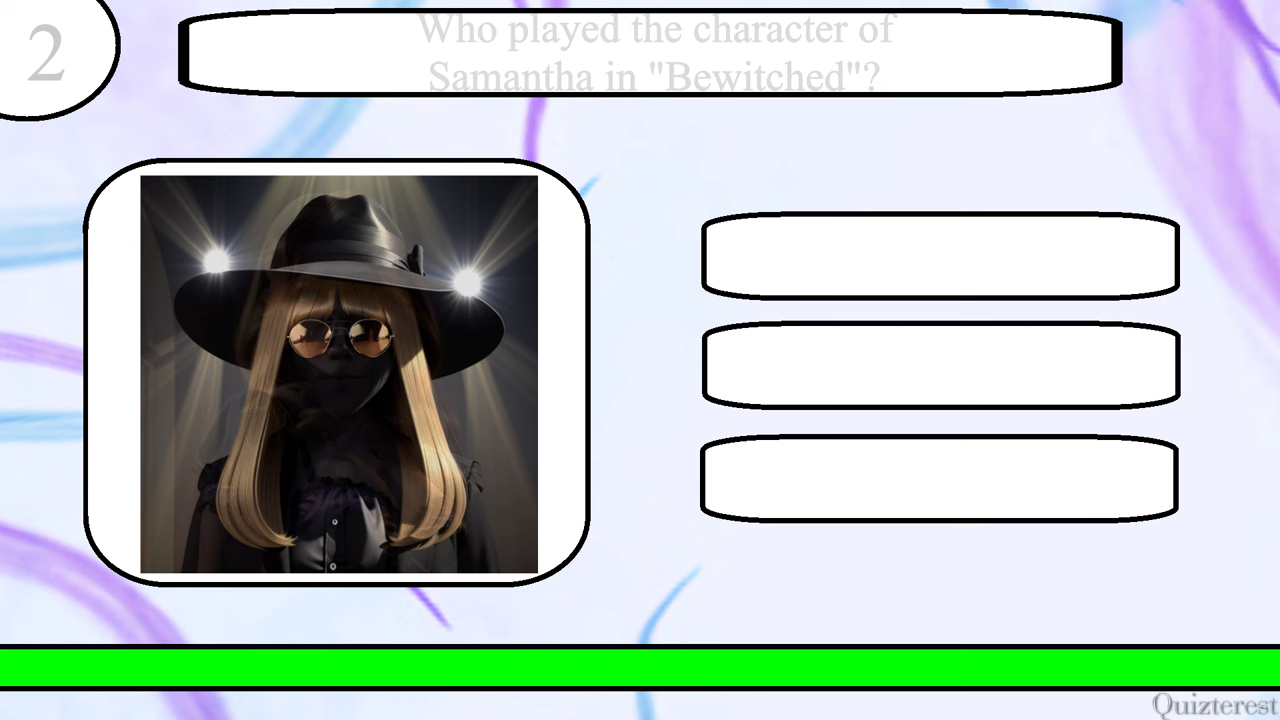 2
Who played the character of
Samantha in "Bewitched"?
Quizterest